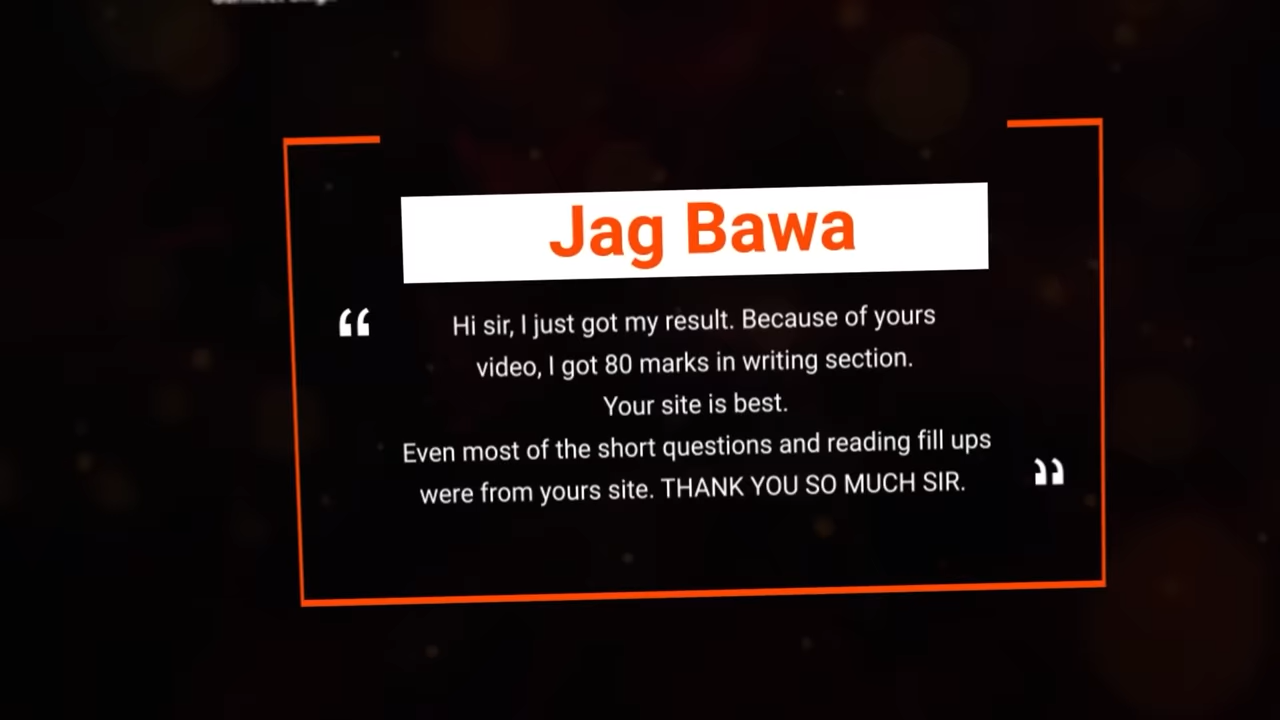 Jag Bawa
“
Hi sir, I just got my result. Because of yours
video, I got 80 marks in writing section.
Your site is best.
Even most of the short questions and reading fill ups
were from yours site. THANK YOU SO MUCH SIR.
”